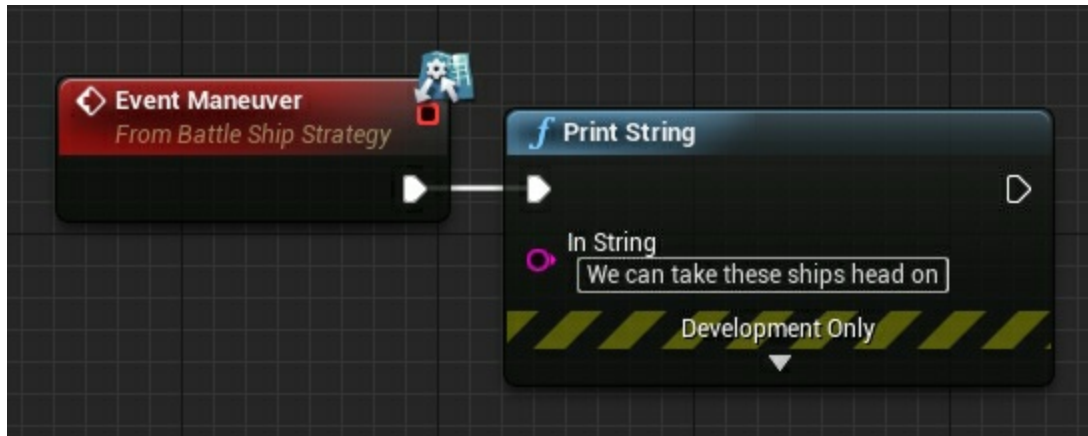 Event Maneuver
From Battle Ship Strategy
f Print String
In String
We can take these ships head on
Development Only